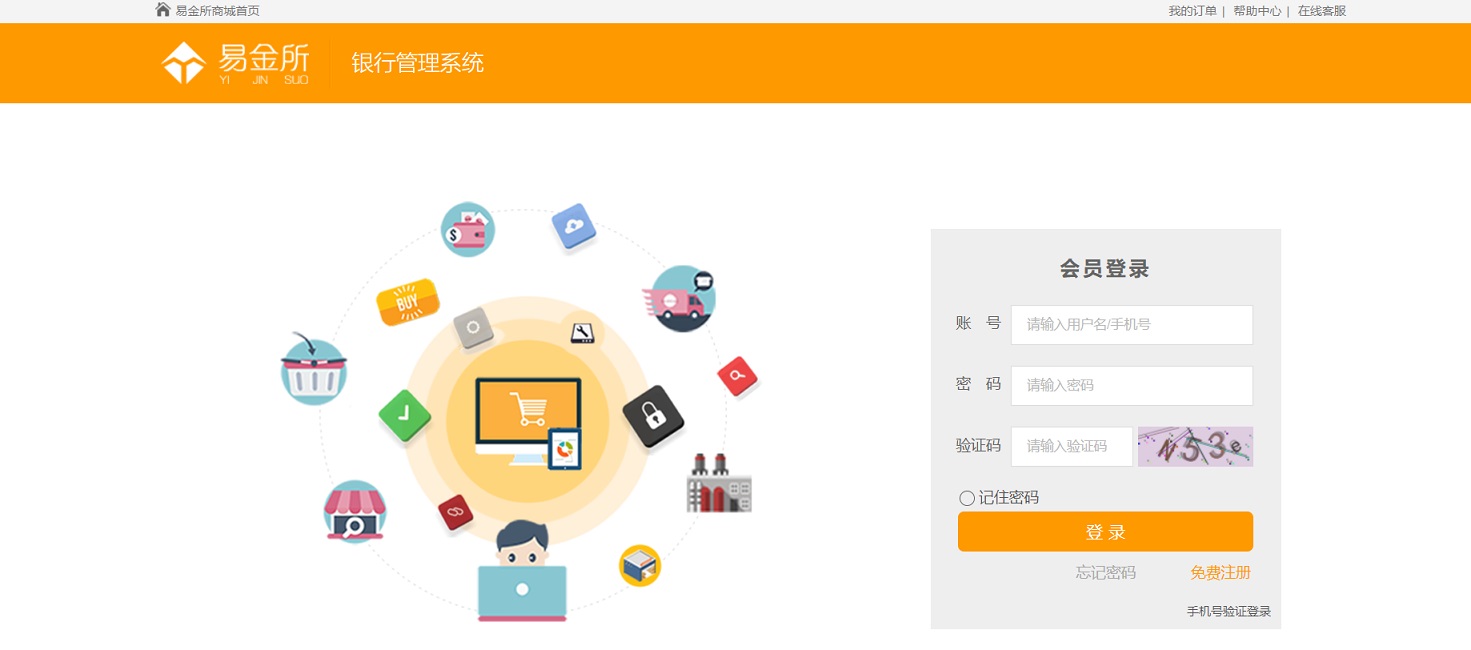 易金所商城首页
我的订单 | 帮助中心 | 在线客服
易金所
YI JIN SUO
银行管理系统
BUY
会员登录
账 号 请输入用户名/手机号
密 码 请输入密码
验证码 请输入验证码 N53e
记住密码
登 录
忘记密码 免费注册
手机号验证登录